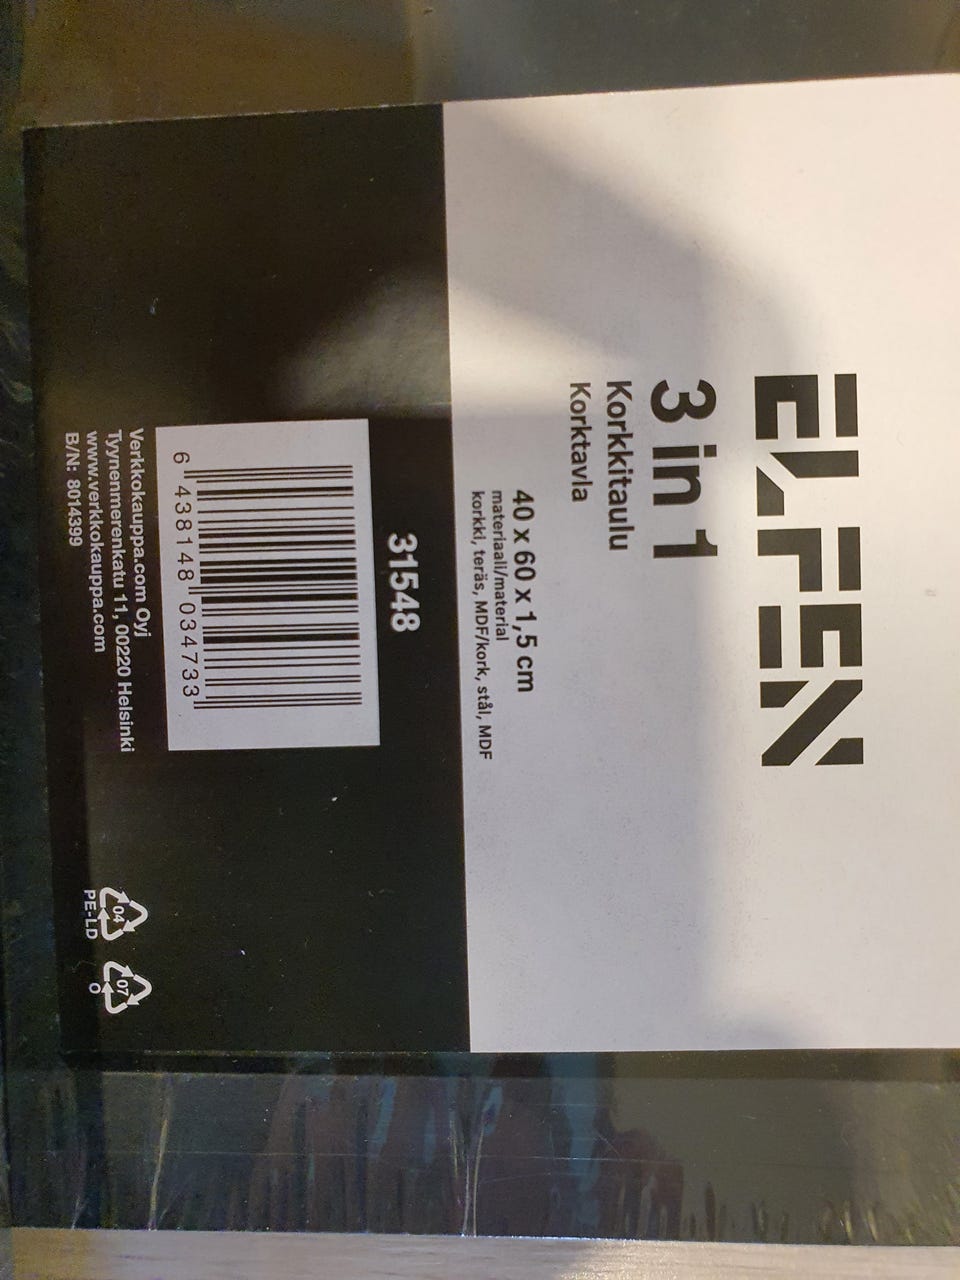 ELFEN
3 in 1
Korkkitaulu
Korktavla
40 x 60 x 1,5 cm
materiaali/material
korkki, teräs, MDF/kork, stål, MDF
31548
6 438148 034733
Verkkokauppa.com Oyj
Tyynenmerenkatu 11, 00220 Helsinki
www.verkkokauppa.com
B/N: 8014399
04
PE-LD
07
O